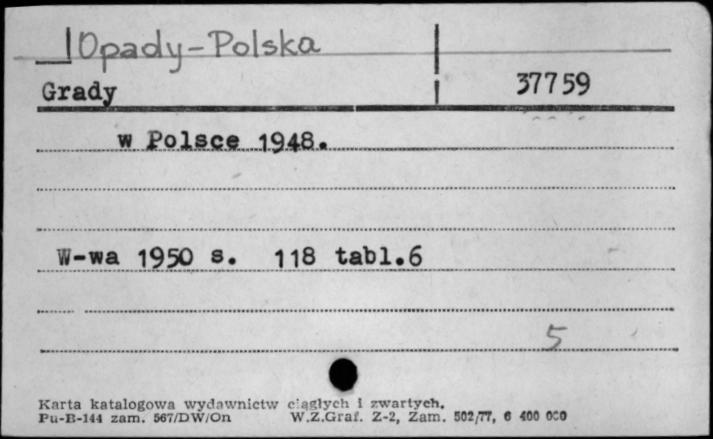 Opady-Polska
Grady 37759
w Polsce 1948.
W-wa 1950 s. 118 tabl.6
5
Karta katalogowa wydawnictw ciągłych i zwartych.
Pu-B-144 zam. 567/DW/On W.Z.Graf. Z-2, Zam. 502/77, 6 400 000